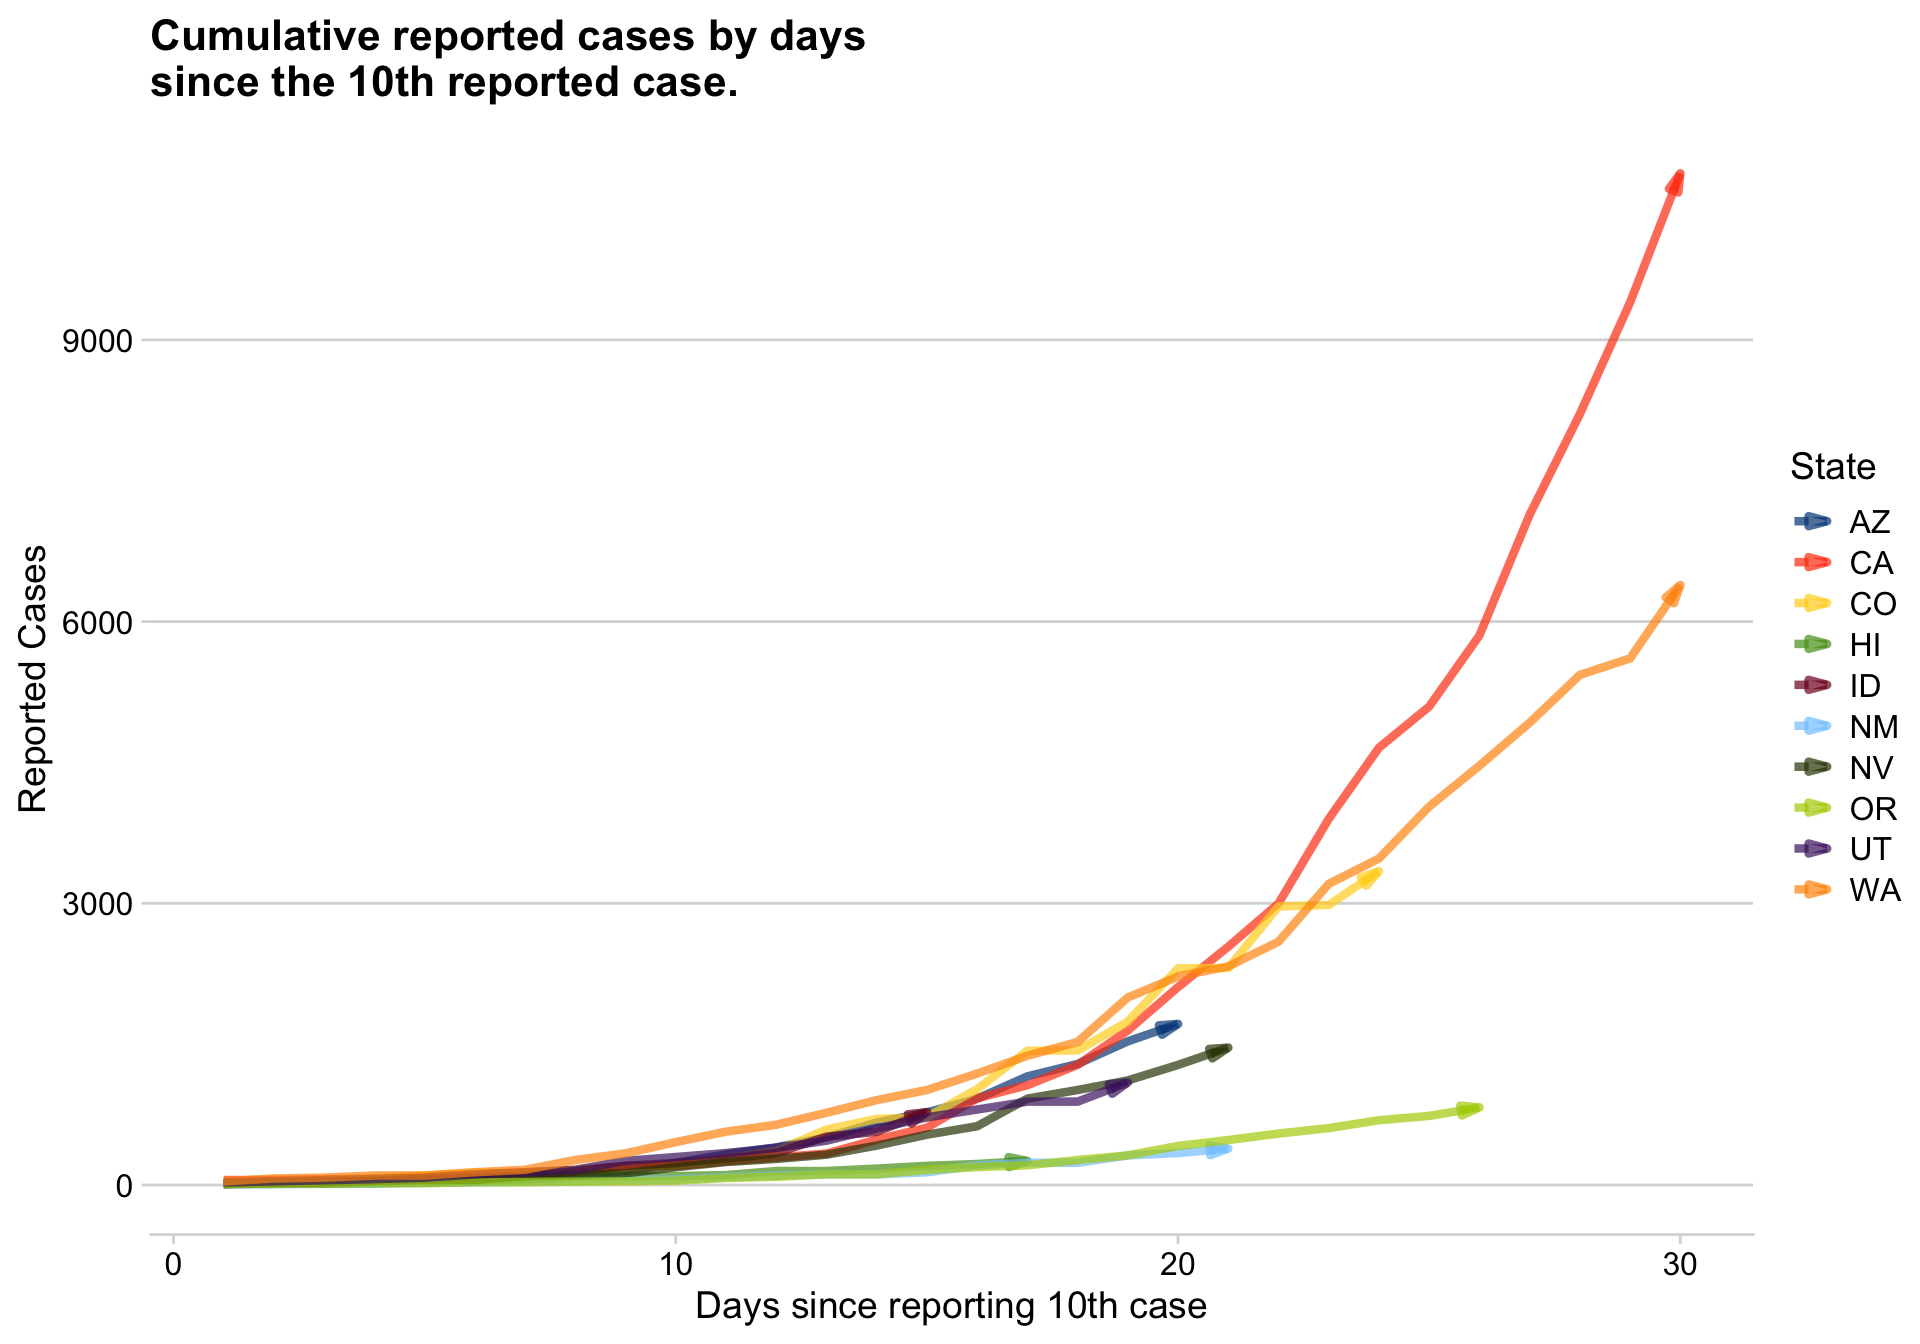 Cumulative reported cases by days
since the 10th reported case.
9000
6000
3000
0
Reported Cases
0 10 20 30
Days since reporting 10th case
State
AZ
CA
CO
HI
ID
NM
NV
OR
UT
WA